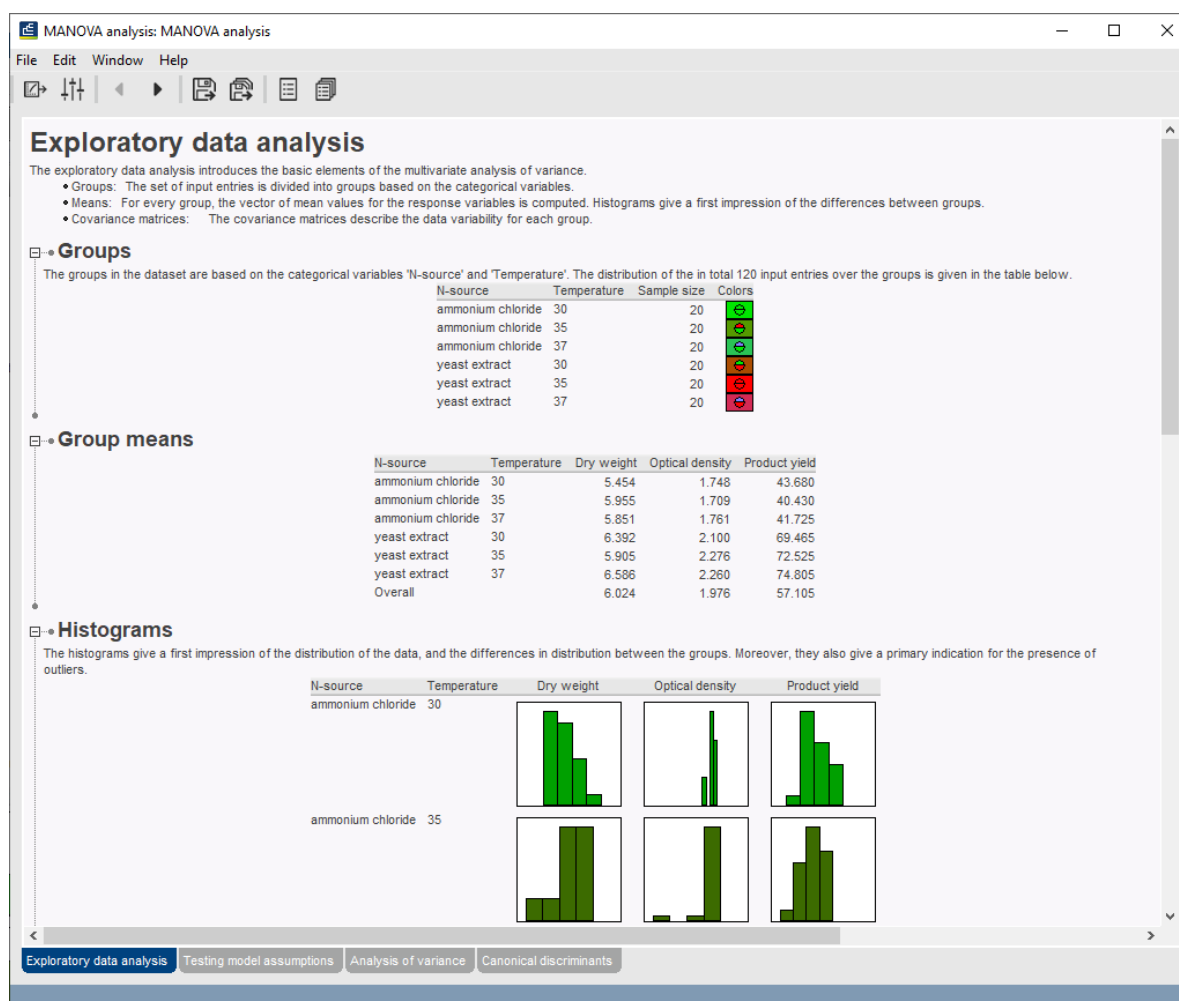 MANOVA analysis: MANOVA analysis
File Edit Window Help
Exploratory data analysis
The exploratory data analysis introduces the basic elements of the multivariate analysis of variance.
• Groups: The set of input entries is divided into groups based on the categorical variables.
• Means: For every group, the vector of mean values for the response variables is computed. Histograms give a first impression of the differences between groups.
• Covariance matrices: The covariance matrices describe the data variability for each group.
Groups
The groups in the dataset are based on the categorical variables 'N-source' and 'Temperature'. The distribution of the in total 120 input entries over the groups is given in the table below.
N-source Temperature Sample size Colors
ammonium chloride 30 20
ammonium chloride 35 20
ammonium chloride 37 20
yeast extract 30 20
yeast extract 35 20
yeast extract 37 20
Group means
N-source Temperature Dry weight Optical density Product yield
ammonium chloride 30 5.454 1.748 43.680
ammonium chloride 35 5.955 1.709 40.430
ammonium chloride 37 5.851 1.761 41.725
yeast extract 30 6.392 2.100 69.465
yeast extract 35 5.905 2.276 72.525
yeast extract 37 6.586 2.260 74.805
Overall 6.024 1.976 57.105
Histograms
The histograms give a first impression of the distribution of the data, and the differences in distribution between the groups. Moreover, they also give a primary indication for the presence of
outliers.
N-source Temperature Dry weight Optical density Product yield
ammonium chloride 30
ammonium chloride 35
Exploratory data analysis Testing model assumptions Analysis of variance Canonical discriminants